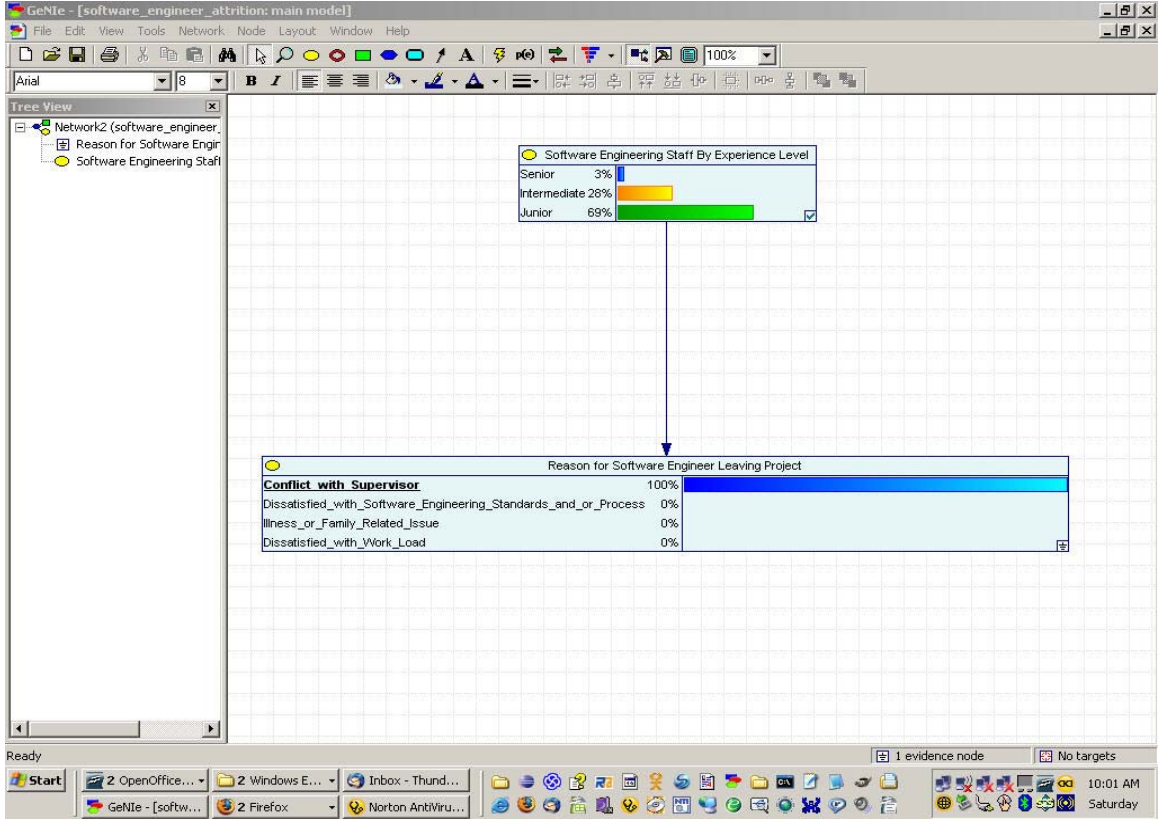 GeNIe - [software_engineer_attrition: main model]
File Edit View Tools Network Node Layout Window Help
A P(e) 100%
Arial 8 B I A
Tree View
Network2 (software_engineer_
Reason for Software Engin
Software Engineering Staff
Software Engineering Staff By Experience Level
Senior 3%
Intermediate 28%
Junior 69%
Reason for Software Engineer Leaving Project
Conflict_with_Supervisor 100%
Dissatisfied_with_Software_Engineering_Standards_and_or_Process 0%
Illness_or_Family_Related_Issue 0%
Dissatisfied_with_Work_Load 0%
Ready 1 evidence node No targets
Start 2 OpenOffice... 2 Windows E... Inbox - Thund... 10:01 AM
GeNIe - [softw... 2 Firefox Norton AntiViru... Saturday